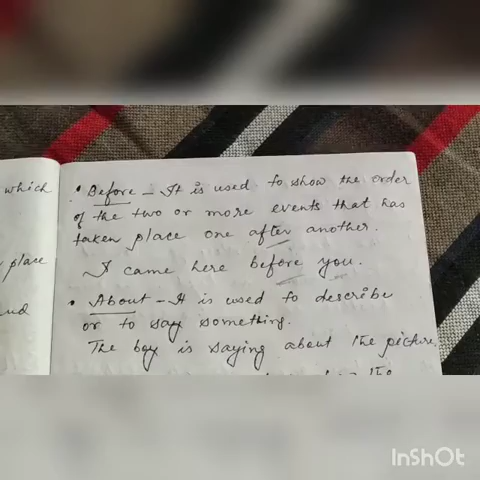 which
place
• Before - It is used to show the order
of the two or more events that has
taken place one after another.
I came here before you.
• About - It is used to describe
or to say something.
The boy is saying about the picture.
the
InShOt